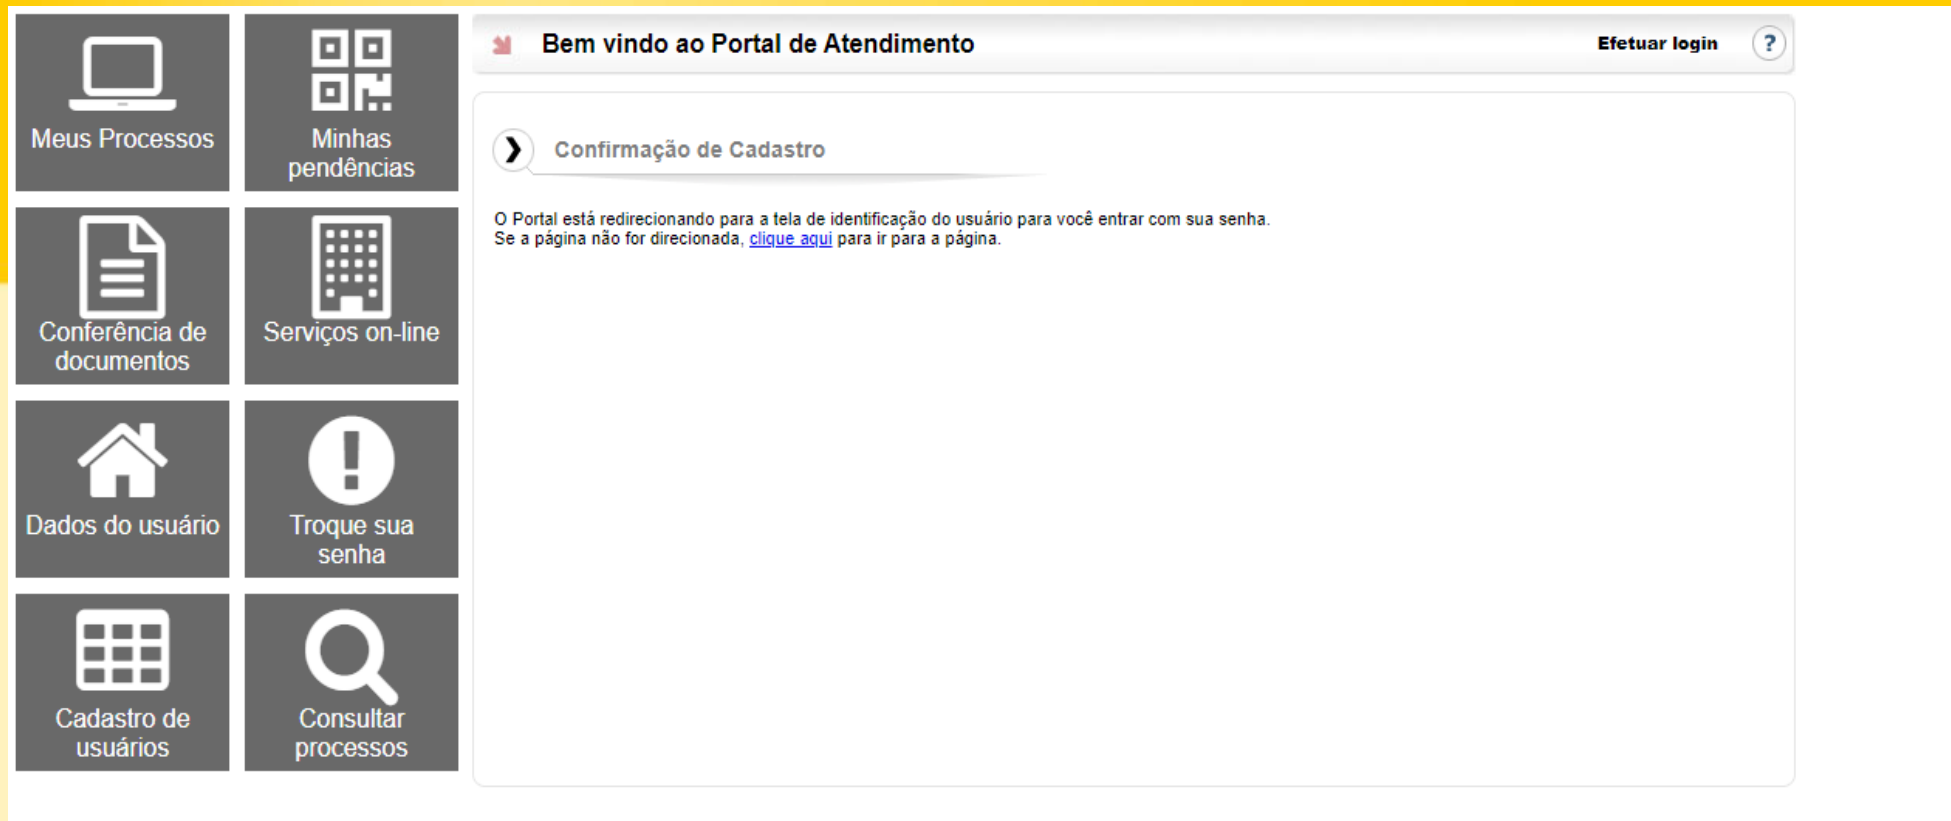 Meus Processos
Minhas
pendências
Conferência de
documentos
Serviços on-line
Dados do usuário
Troque sua
senha
Cadastro de
usuários
Consultar
processos
Bem vindo ao Portal de Atendimento
Efetuar login
?
Confirmação de Cadastro
O Portal está redirecionando para a tela de identificação do usuário para você entrar com sua senha.
Se a página não for direcionada, clique aqui para ir para a página.